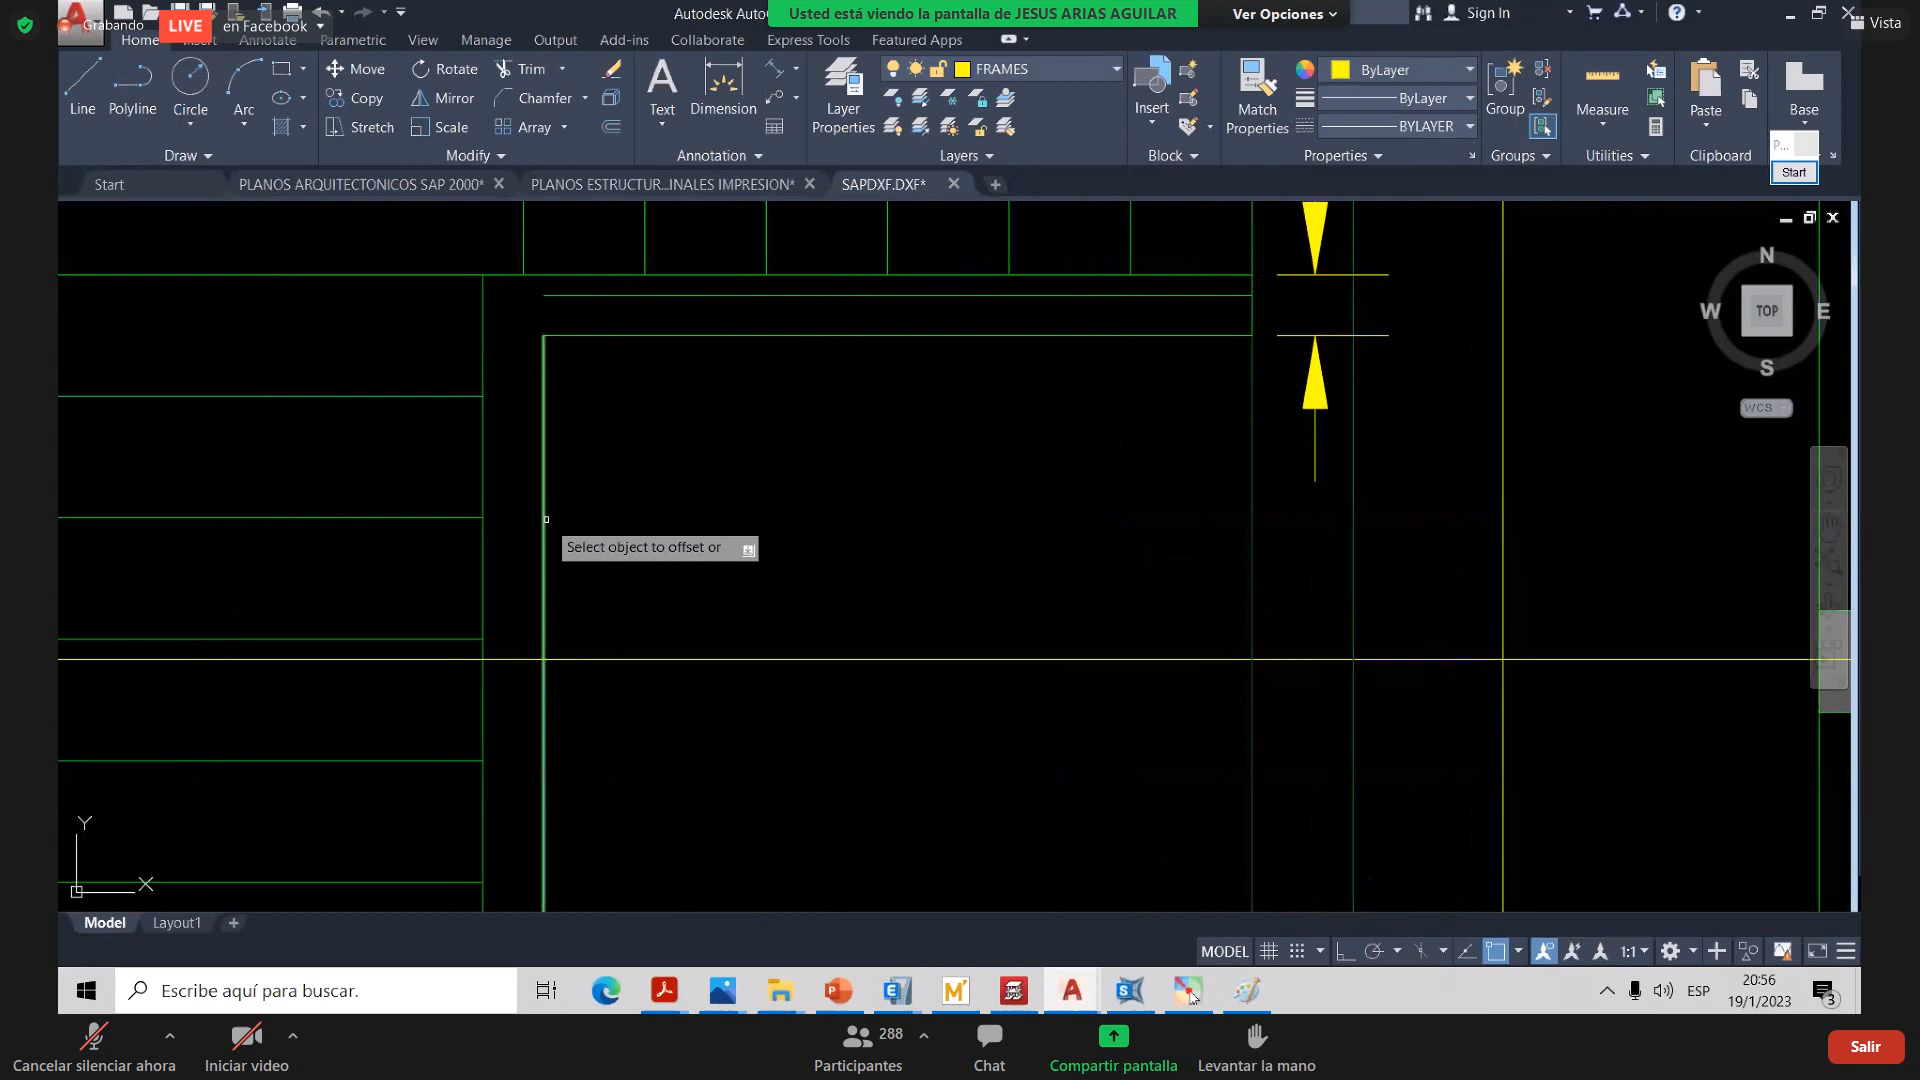 Grabando
LIVE
en Facebook
Autodesk Auto
Usted está viendo la pantalla de JESUS ARIAS AGUILAR
Ver Opciones
Sign In
Vista
Home
Insert
Annotate
Parametric
View
Manage
Output
Add-ins
Collaborate
Express Tools
Featured Apps
Line
Polyline
Circle
Arc
Move
Rotate
Trim
Copy
Mirror
Chamfer
Stretch
Scale
Array
Text
Dimension
Layer
Properties
FRAMES
Insert
Match
Properties
ByLayer
ByLayer
BYLAYER
Group
Measure
Paste
Base
Draw
Modify
Annotation
Layers
Block
Properties
Groups
Utilities
Clipboard
P...
Start
Start
PLANOS ARQUITECTONICOS SAP 2000*
PLANOS ESTRUCTUR...INALES IMPRESION*
SAPDXF.DXF*
N
W
TOP
E
S
WCS
Select object to offset or
Y
X
Model
Layout1
MODEL
1:1
Escribe aquí para buscar.
ESP
20:56
19/1/2023
3
Cancelar silenciar ahora
Iniciar video
288
Participantes
Chat
Compartir pantalla
Levantar la mano
Salir